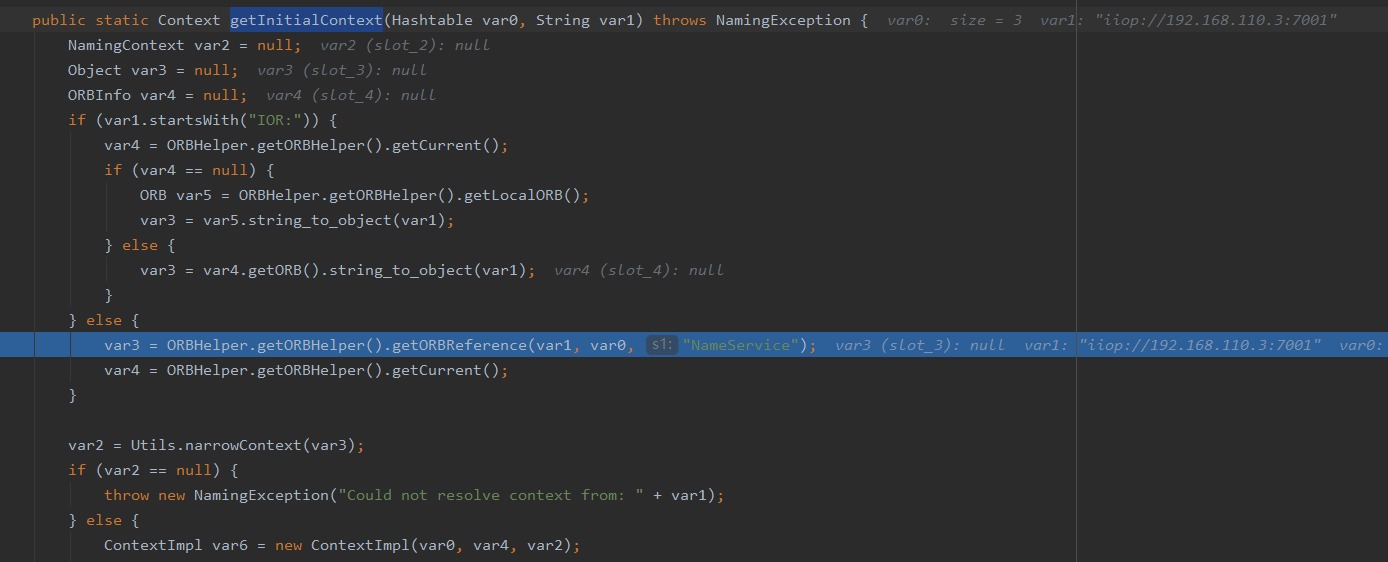 public static Context getInitialContext(Hashtable var0, String var1) throws NamingException {  var0:  size = 3  var1: "iiop://192.168.110.3:7001"
NamingContext var2 = null;  var2 (slot_2): null
Object var3 = null;  var3 (slot_3): null
ORBInfo var4 = null;  var4 (slot_4): null
if (var1.startsWith("IOR:")) {
var4 = ORBHelper.getORBHelper().getCurrent();
if (var4 == null) {
ORB var5 = ORBHelper.getORBHelper().getLocalORB();
var3 = var5.string_to_object(var1);
} else {
var3 = var4.getORB().string_to_object(var1);  var4 (slot_4): null
}
} else {
var3 = ORBHelper.getORBHelper().getORBReference(var1, var0, s1: "NameService");  var3 (slot_3): null  var1: "iiop://192.168.110.3:7001"  var0:
var4 = ORBHelper.getORBHelper().getCurrent();
}
var2 = Utils.narrowContext(var3);
if (var2 == null) {
throw new NamingException("Could not resolve context from: " + var1);
} else {
ContextImpl var6 = new ContextImpl(var0, var4, var2);